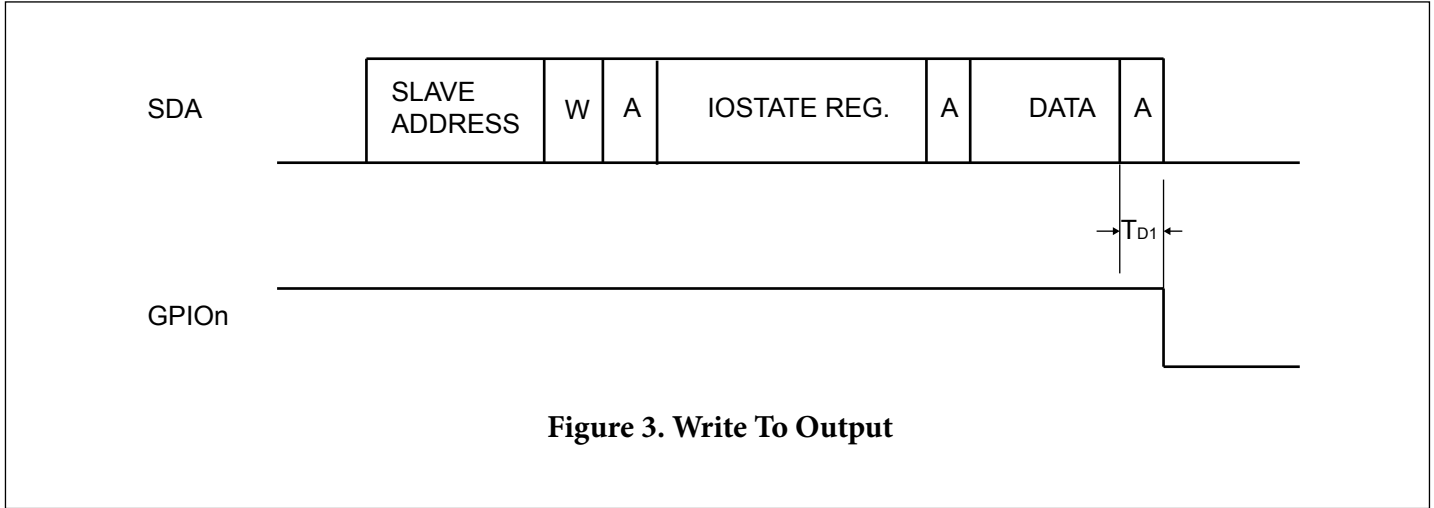 SDA
SLAVE
ADDRESS
W
A
IOSTATE REG.
A
DATA
A
TD1
GPIOn
Figure 3. Write To Output